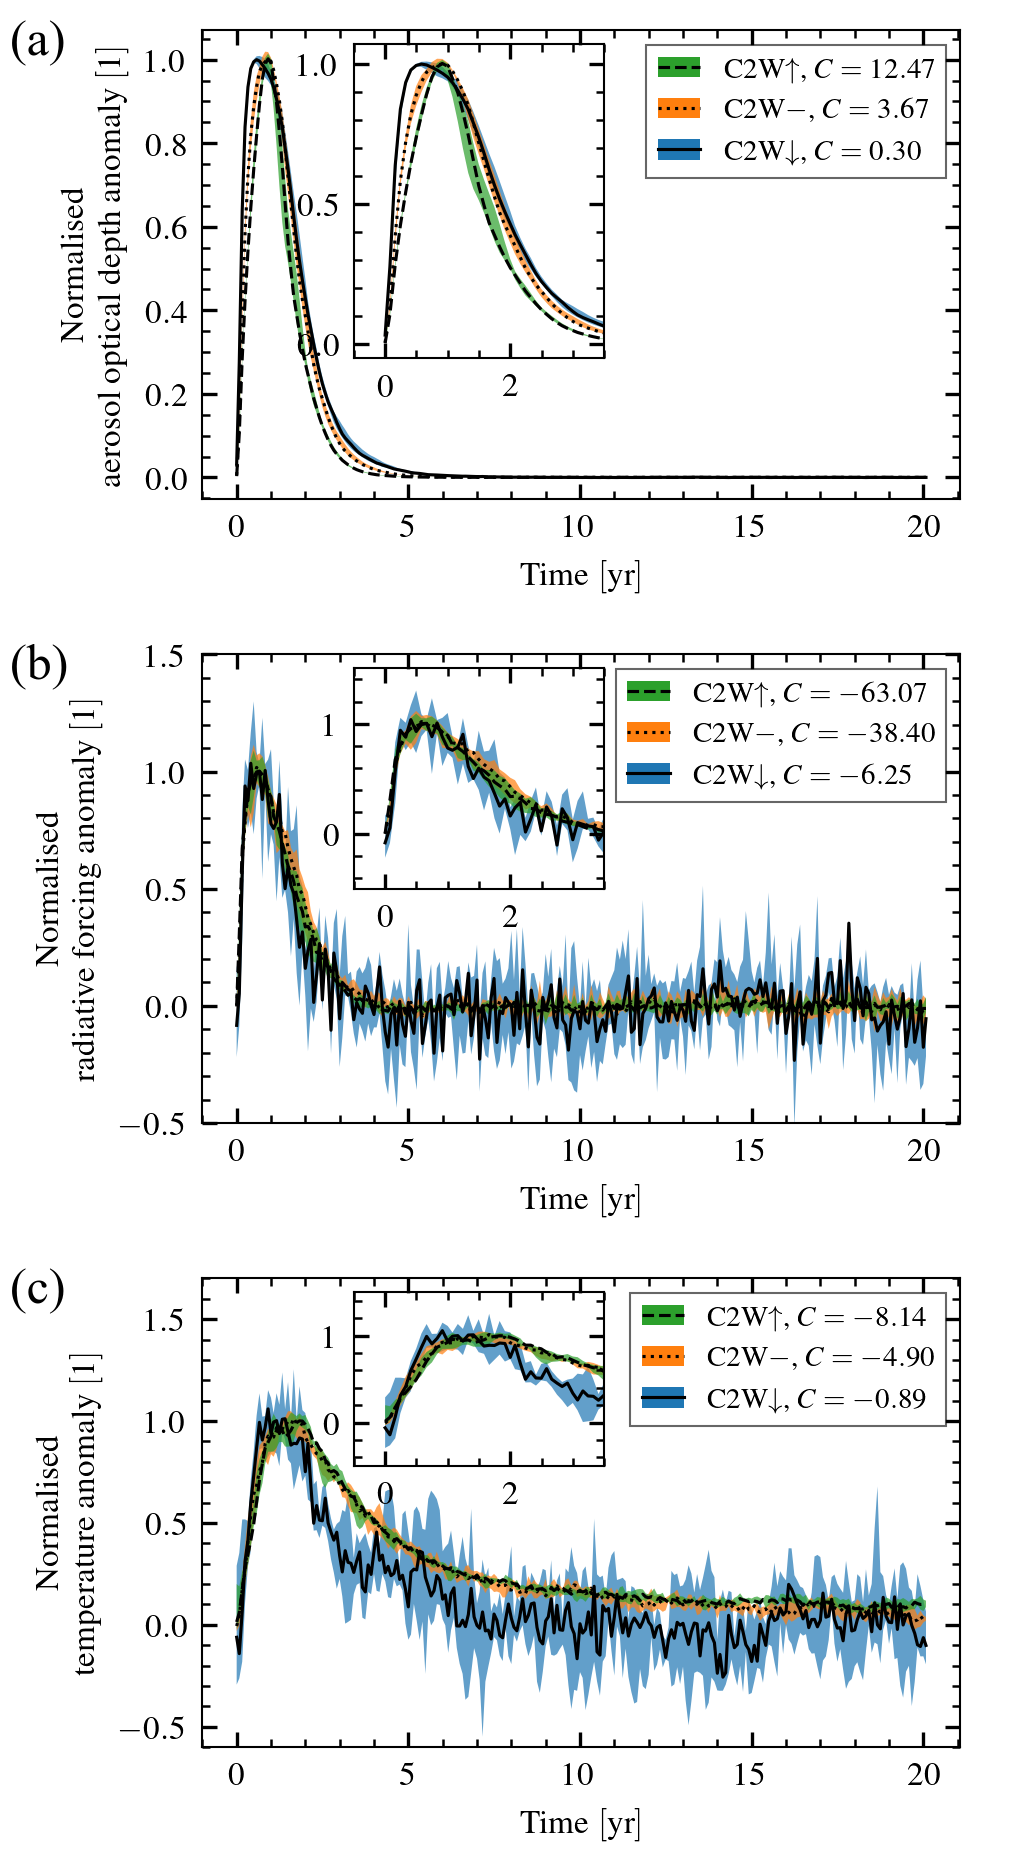 (a)
Normalised
aerosol optical depth anomaly [1]
1.0
0.8
0.6
0.4
0.2
0.0
1.0
0.5
0.0
0 2
C2W↑, C = 12.47
C2W−, C = 3.67
C2W↓, C = 0.30
0 5 10 15 20
Time [yr]
(b)
Normalised
radiative forcing anomaly [1]
1.5
1.0
0.5
0.0
−0.5
1
0
0 2
C2W↑, C = −63.07
C2W−, C = −38.40
C2W↓, C = −6.25
0 5 10 15 20
Time [yr]
(c)
Normalised
temperature anomaly [1]
1.5
1.0
0.5
0.0
−0.5
1
0
0 2
C2W↑, C = −8.14
C2W−, C = −4.90
C2W↓, C = −0.89
0 5 10 15 20
Time [yr]